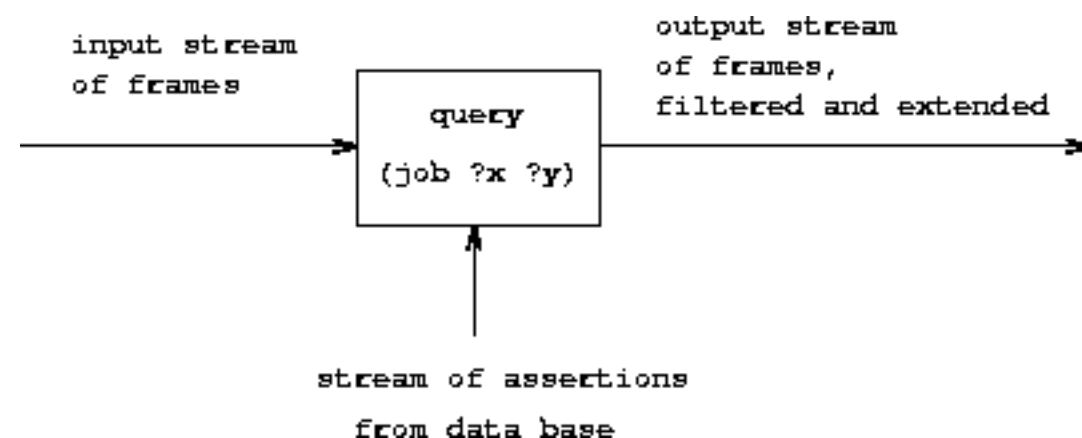 input stream
of frames
output stream
of frames,
filtered and extended
query
(job ?x ?y)
stream of assertions
from data base